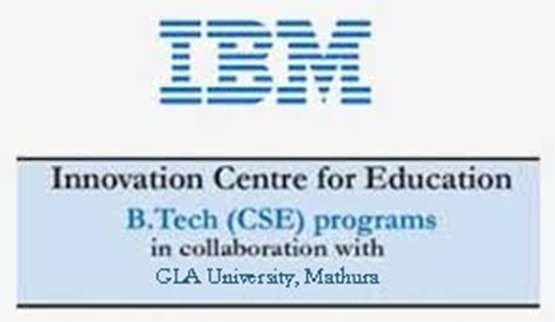 IBM
Innovation Centre for Education
B.Tech (CSE) programs
in collaboration with
GLA University, Mathura